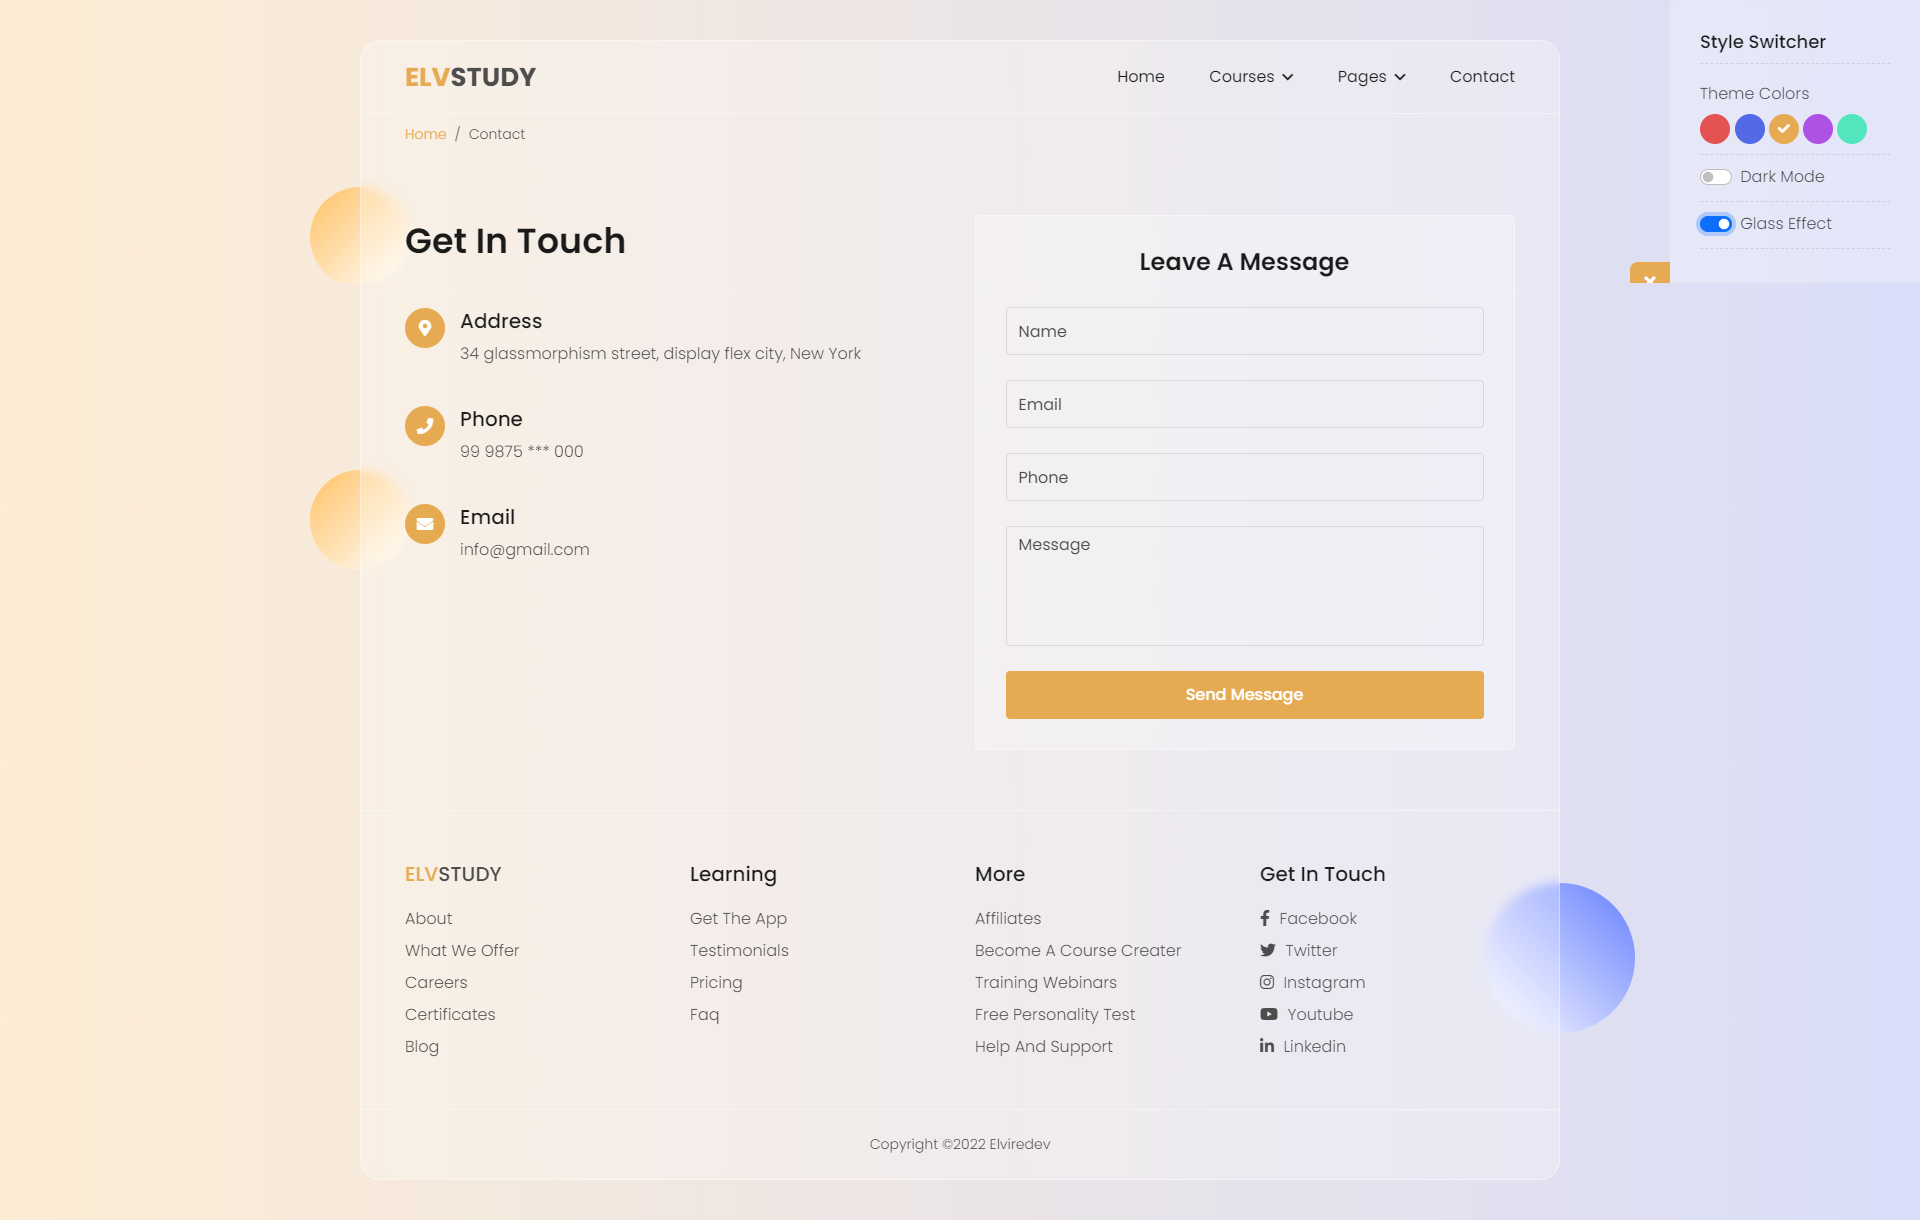 ELVSTUDY
Home Courses Pages Contact
Style Switcher
Theme Colors
Dark Mode
Glass Effect
Home / Contact
Get In Touch
Address
34 glassmorphism street, display flex city, New York
Phone
99 9875 *** 000
Email
info@gmail.com
Leave A Message
Name
Email
Phone
Message
Send Message
ELVSTUDY
About
What We Offer
Careers
Certificates
Blog
Learning
Get The App
Testimonials
Pricing
Faq
More
Affiliates
Become A Course Creater
Training Webinars
Free Personality Test
Help And Support
Get In Touch
Facebook
Twitter
Instagram
Youtube
Linkedin
Copyright ©2022 Elviredev